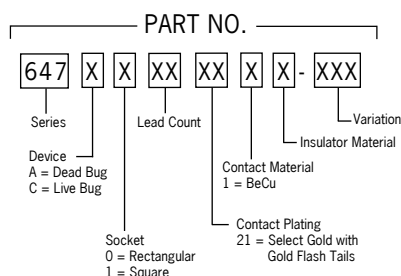 PART NO.
647 X X XX XX X X - XXX
Series
Lead Count
Variation
Insulator Material
Device
A = Dead Bug
C = Live Bug
Contact Material
1 = BeCu
Contact Plating
21 = Select Gold with
Gold Flash Tails
Socket
0 = Rectangular
1 = Square